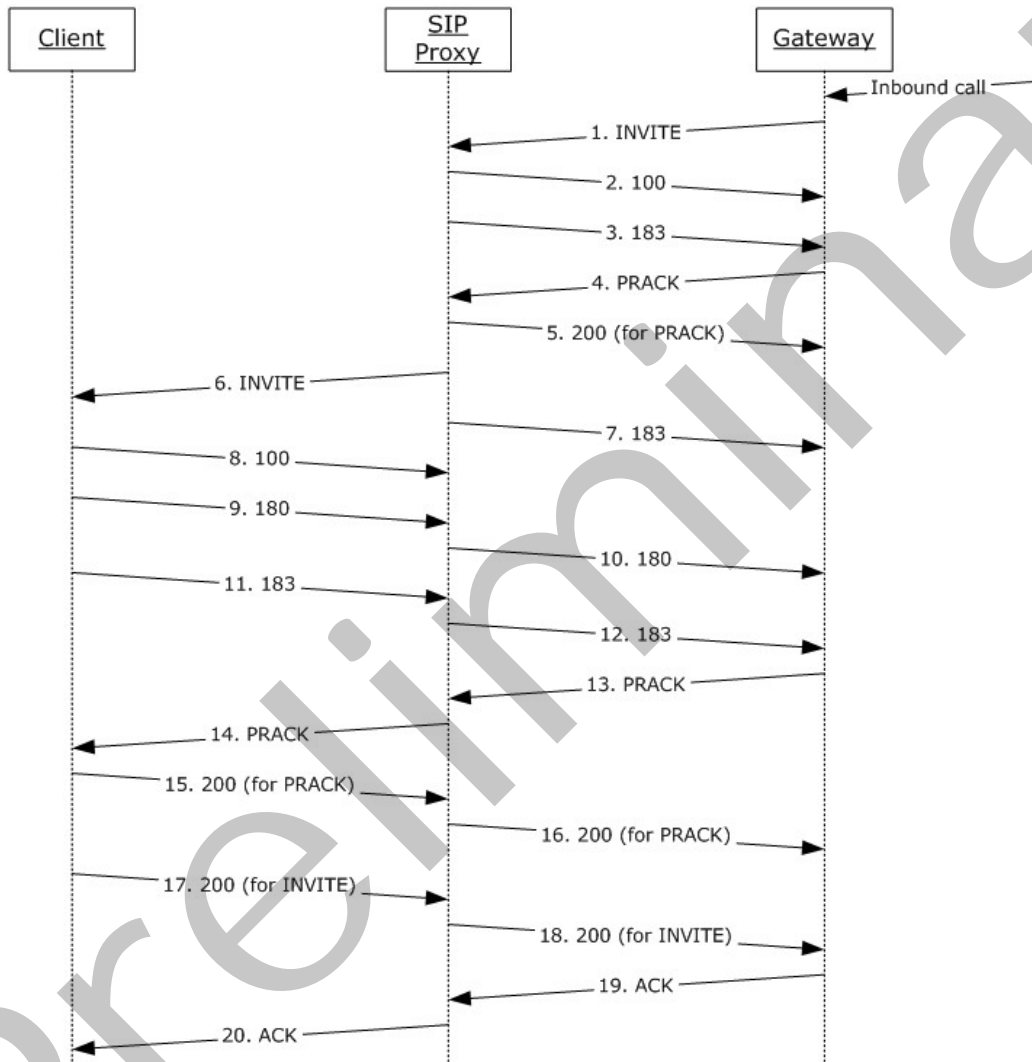 Client
SIP
Proxy
Gateway
Inbound call
1. INVITE
2. 100
3. 183
4. PRACK
5. 200 (for PRACK)
6. INVITE
7. 183
8. 100
9. 180
10. 180
11. 183
12. 183
13. PRACK
14. PRACK
15. 200 (for PRACK)
16. 200 (for PRACK)
17. 200 (for INVITE)
18. 200 (for INVITE)
19. ACK
20. ACK
relimina